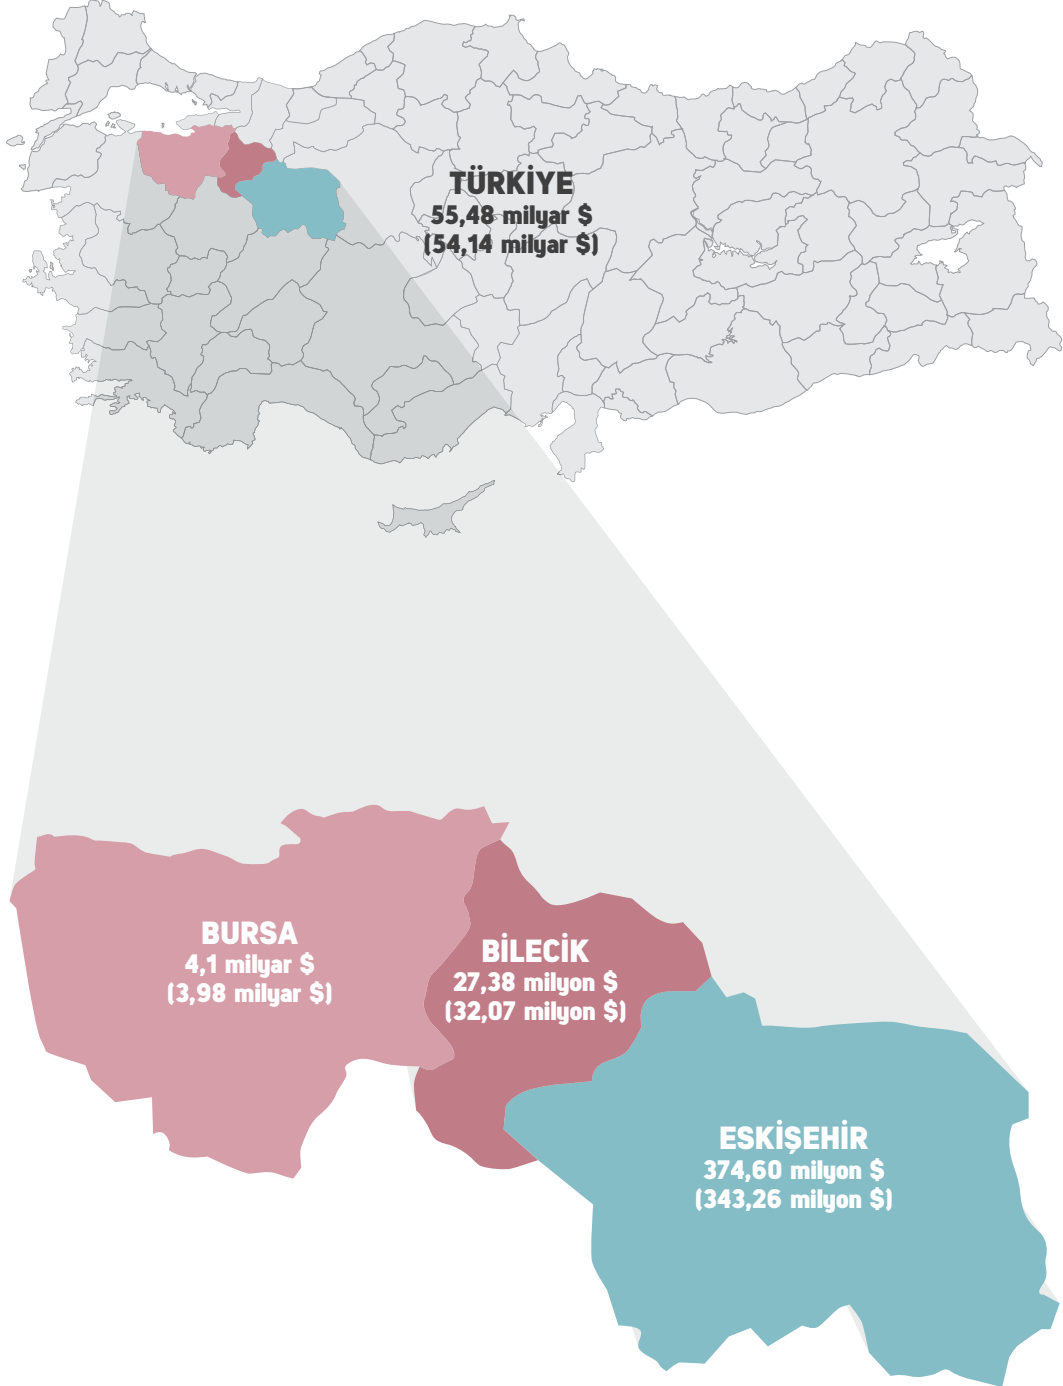 TÜRKİYE
55,48 milyar $
(54,14 milyar $)
BURSA
4,1 milyar $
(3,98 milyar $)
BİLECİK
27,38 milyon $
(32,07 milyon $)
ESKİŞEHİR
374,60 milyon $
(343,26 milyon $)